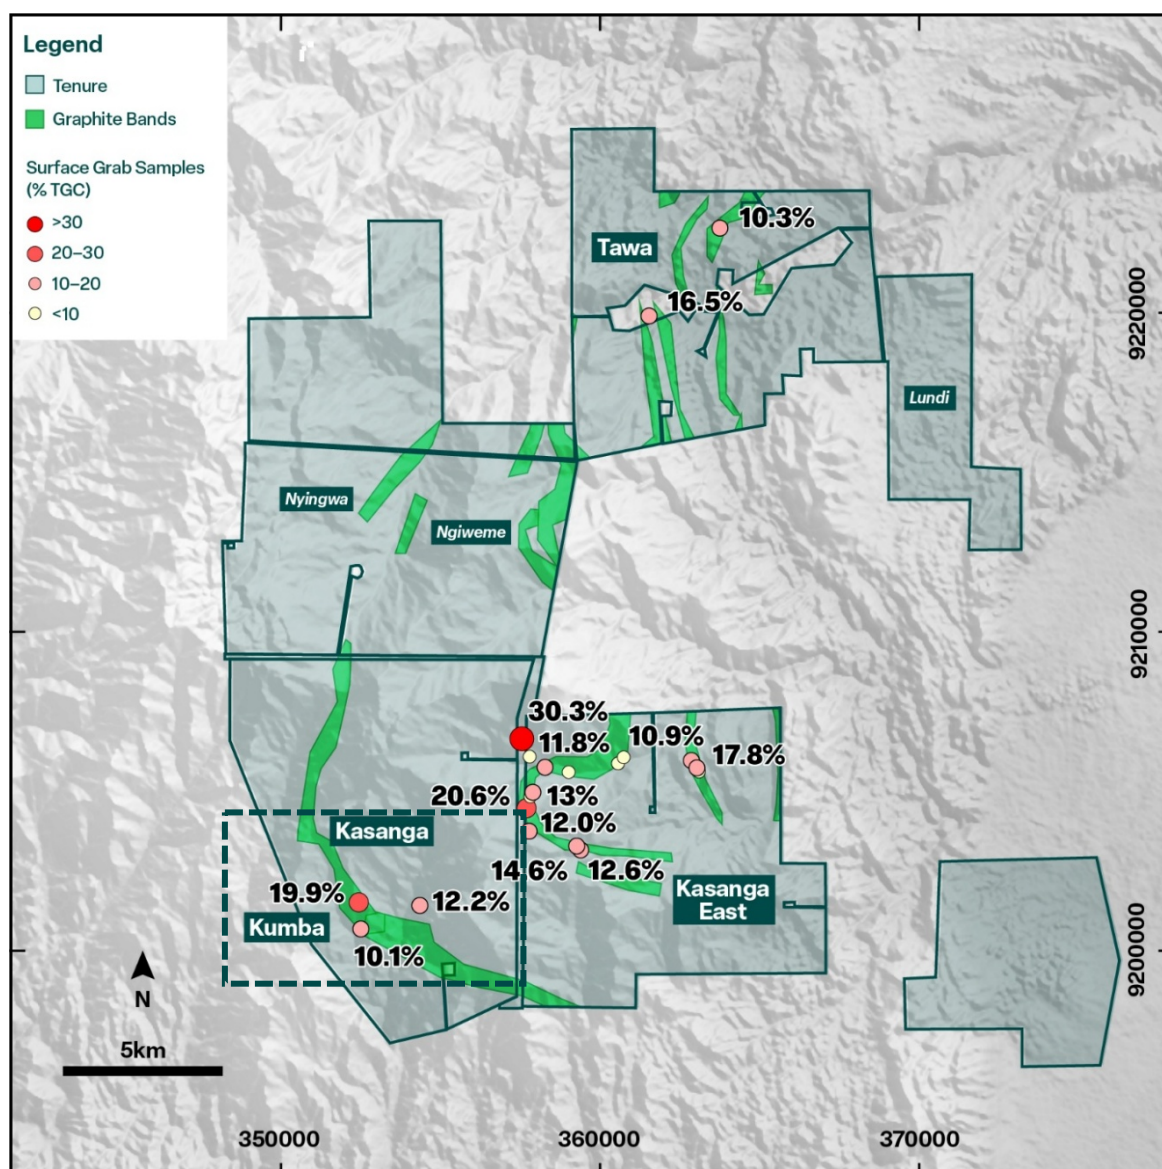 Legend
Tenure
Graphite Bands
Surface Grab Samples
(% TGC)
>30
20–30
10–20
<10
10.3%
Tawa
16.5%
9220000
Lundi
Nyingwa
Ngiweme
9210000
30.3%
11.8%
10.9%
17.8%
20.6%
13%
12.0%
Kasanga
14.6%
12.6%
19.9%
12.2%
Kasanga
East
Kumba
10.1%
9200000
N
5km
350000
360000
370000